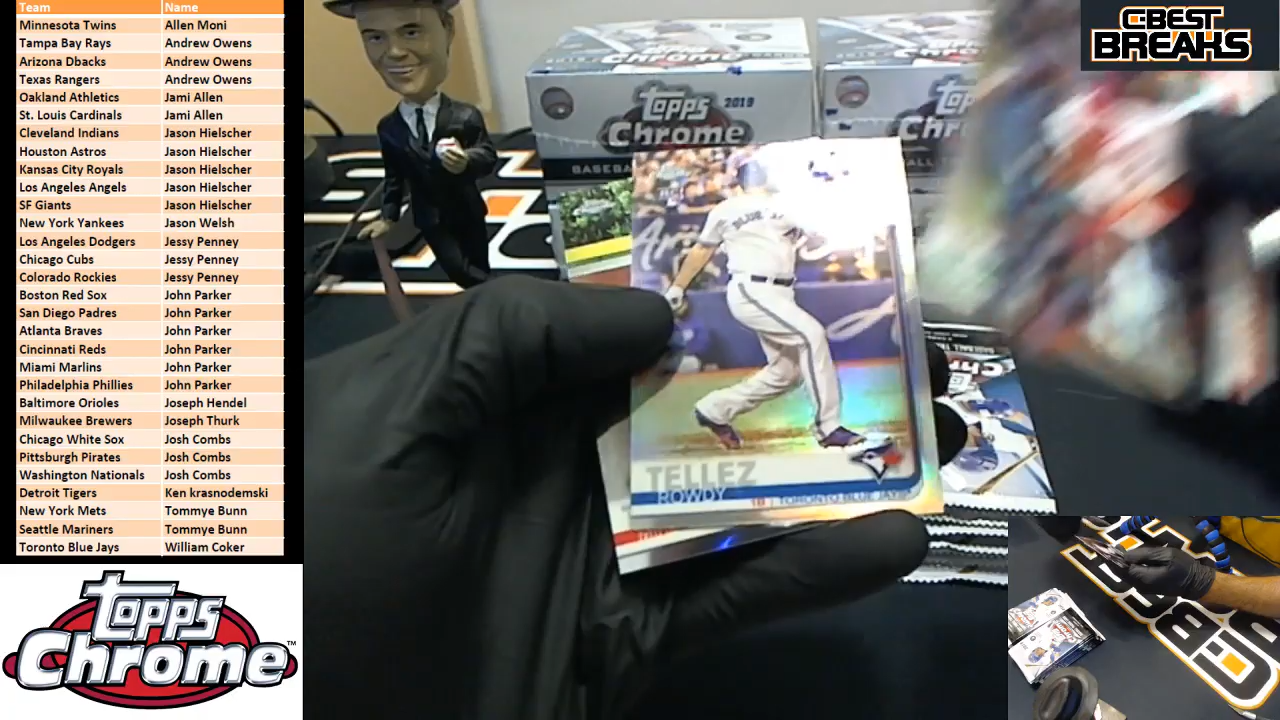 Team Name
Minnesota Twins Allen Moni
Tampa Bay Rays Andrew Owens
Arizona Dbacks Andrew Owens
Texas Rangers Andrew Owens
Oakland Athletics Jami Allen
St. Louis Cardinals Jami Allen
Cleveland Indians Jason Hielscher
Houston Astros Jason Hielscher
Kansas City Royals Jason Hielscher
Los Angeles Angels Jason Hielscher
SF Giants Jason Hielscher
New York Yankees Jason Welsh
Los Angeles Dodgers Jessy Penney
Chicago Cubs Jessy Penney
Colorado Rockies Jessy Penney
Boston Red Sox John Parker
San Diego Padres John Parker
Atlanta Braves John Parker
Cincinnati Reds John Parker
Miami Marlins John Parker
Philadelphia Phillies John Parker
Baltimore Orioles Joseph Hendel
Milwaukee Brewers Joseph Thurk
Chicago White Sox Josh Combs
Pittsburgh Pirates Josh Combs
Washington Nationals Josh Combs
Detroit Tigers Ken krasnodemski
New York Mets Tommye Bunn
Seattle Mariners Tommye Bunn
Toronto Blue Jays William Coker
Topps
Chrome™
C-BEST
BREAKS
Topps 2019
Chrome
TELLEZ
ROWDY
1B | TORONTO BLUE JAYS